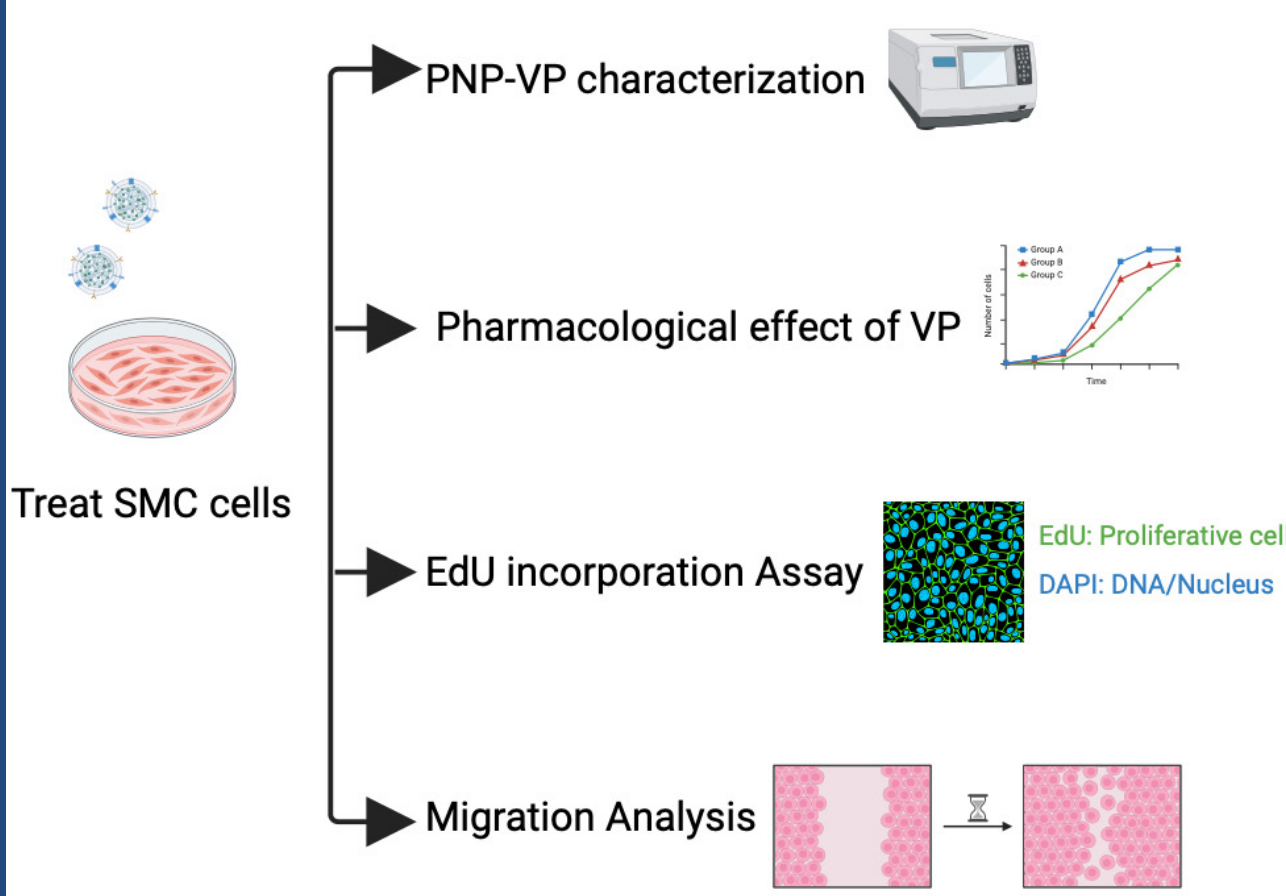 PNP-VP characterization
Group A
Group B
Group C
Number of cells
Time
Pharmacological effect of VP
Treat SMC cells
EdU incorporation Assay
EdU: Proliferative cell
DAPI: DNA/Nucleus
Migration Analysis